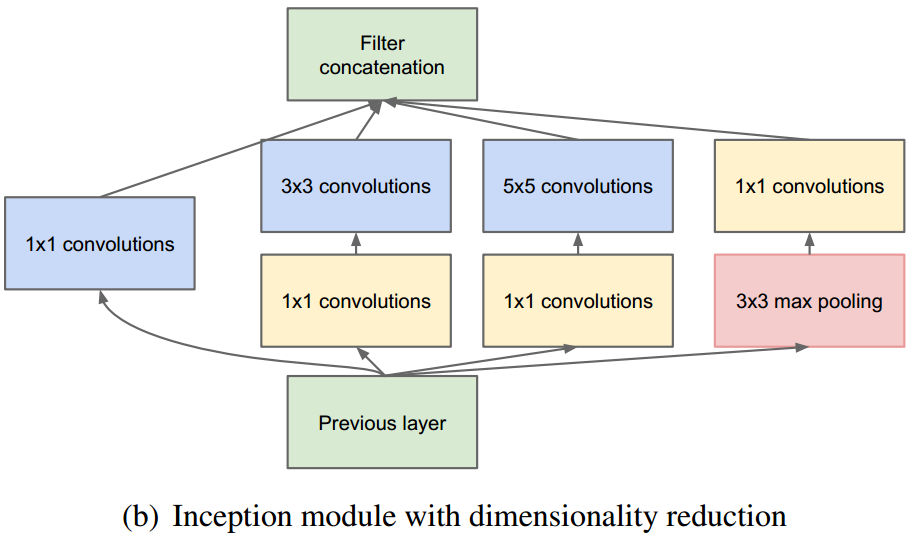 Filter
concatenation
3x3 convolutions
5x5 convolutions
1x1 convolutions
1x1 convolutions
1x1 convolutions
1x1 convolutions
3x3 max pooling
Previous layer
(b) Inception module with dimensionality reduction